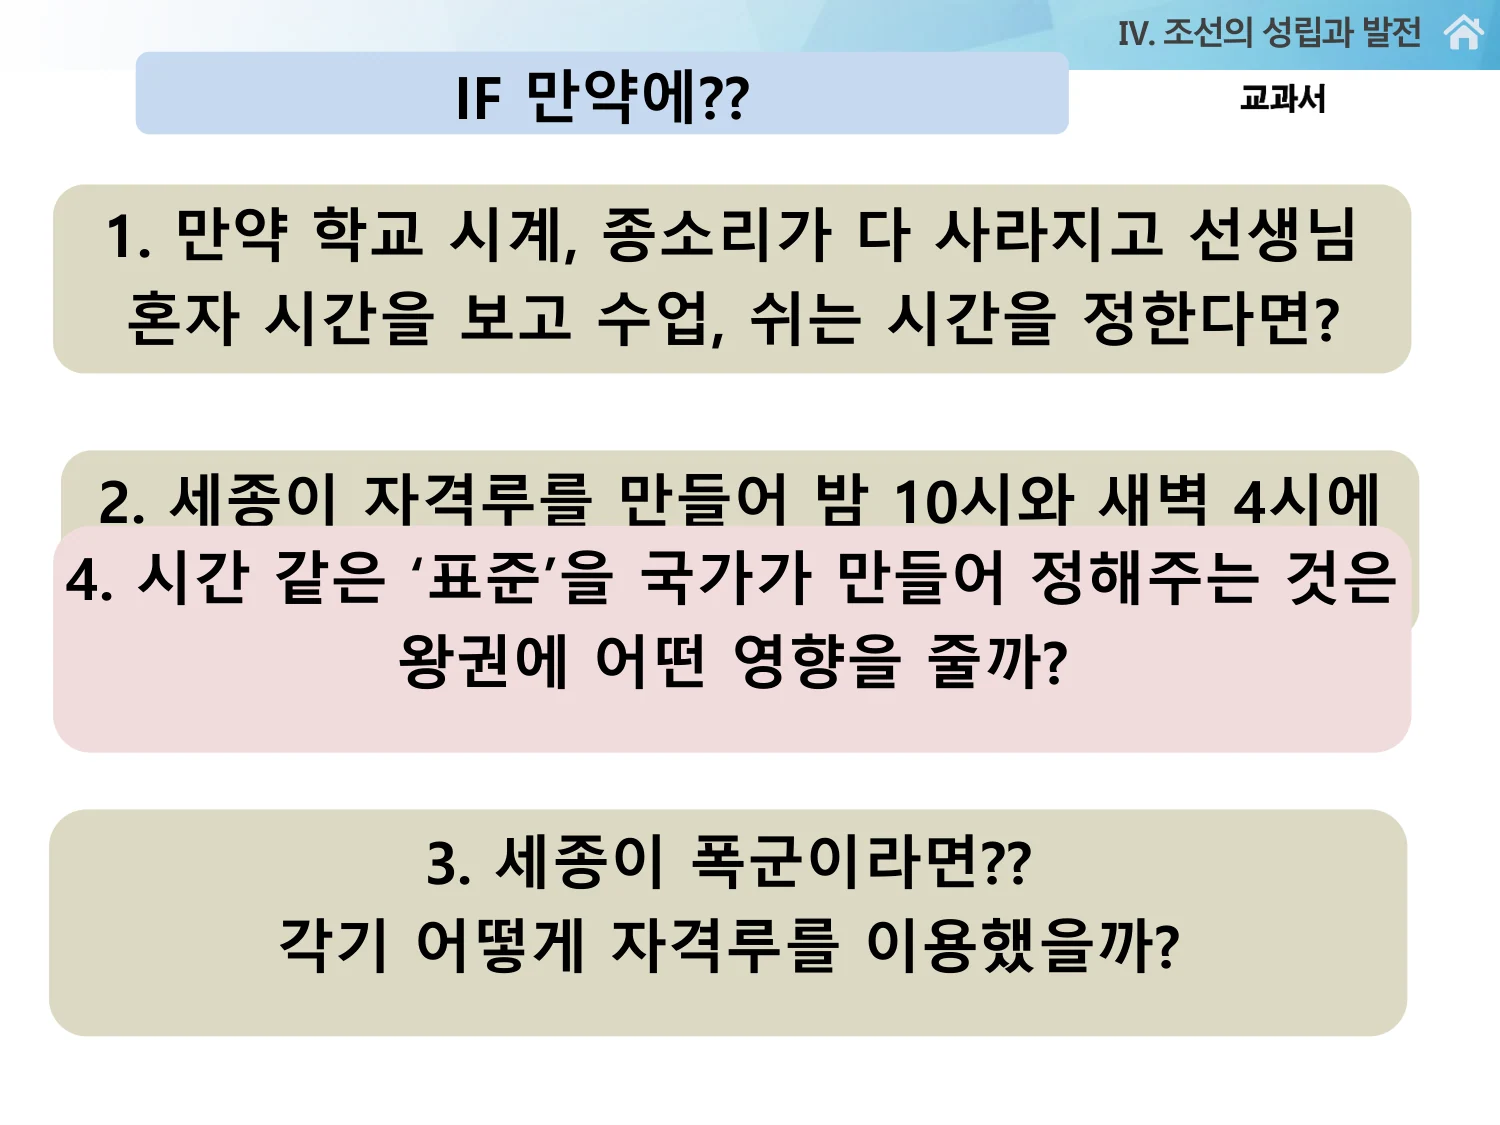 IV. 조선의 성립과 발전
IF 만약에??
교과서
1. 만약 학교 시계, 종소리가 다 사라지고 선생님
혼자 시간을 보고 수업, 쉬는 시간을 정한다면?
2. 세종이 자격루를 만들어 밤 10시와 새벽 4시에
4. 시간 같은 ‘표준’을 국가가 만들어 정해주는 것은
왕권에 어떤 영향을 줄까?
3. 세종이 폭군이라면??
각기 어떻게 자격루를 이용했을까?